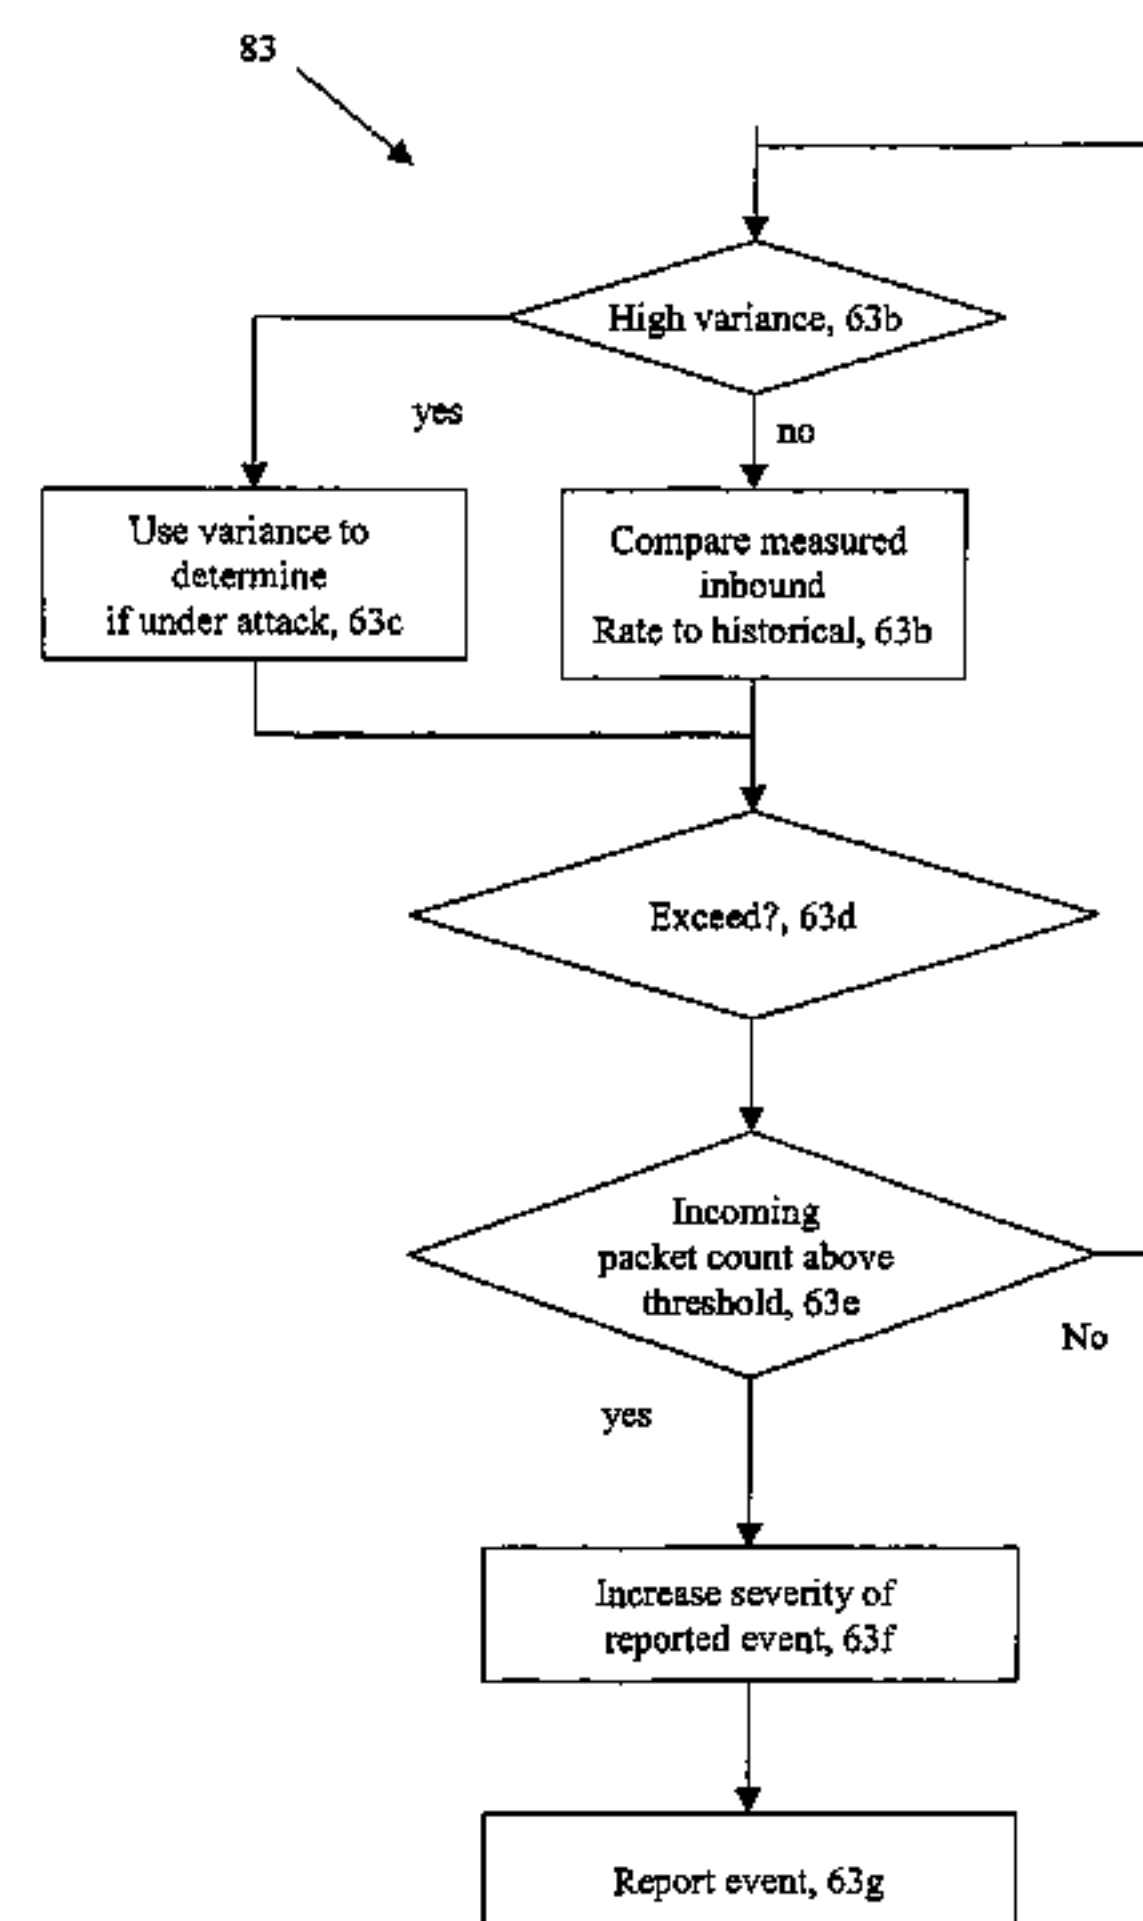 83
High variance, 63b
yes
no
Use variance to
determine
if under attack, 63c
Compare measured
inbound
Rate to historical, 63b
Exceed?, 63d
Incoming
packet count above
threshold, 63e
No
yes
Increase severity of
reported event, 63f
Report event, 63g